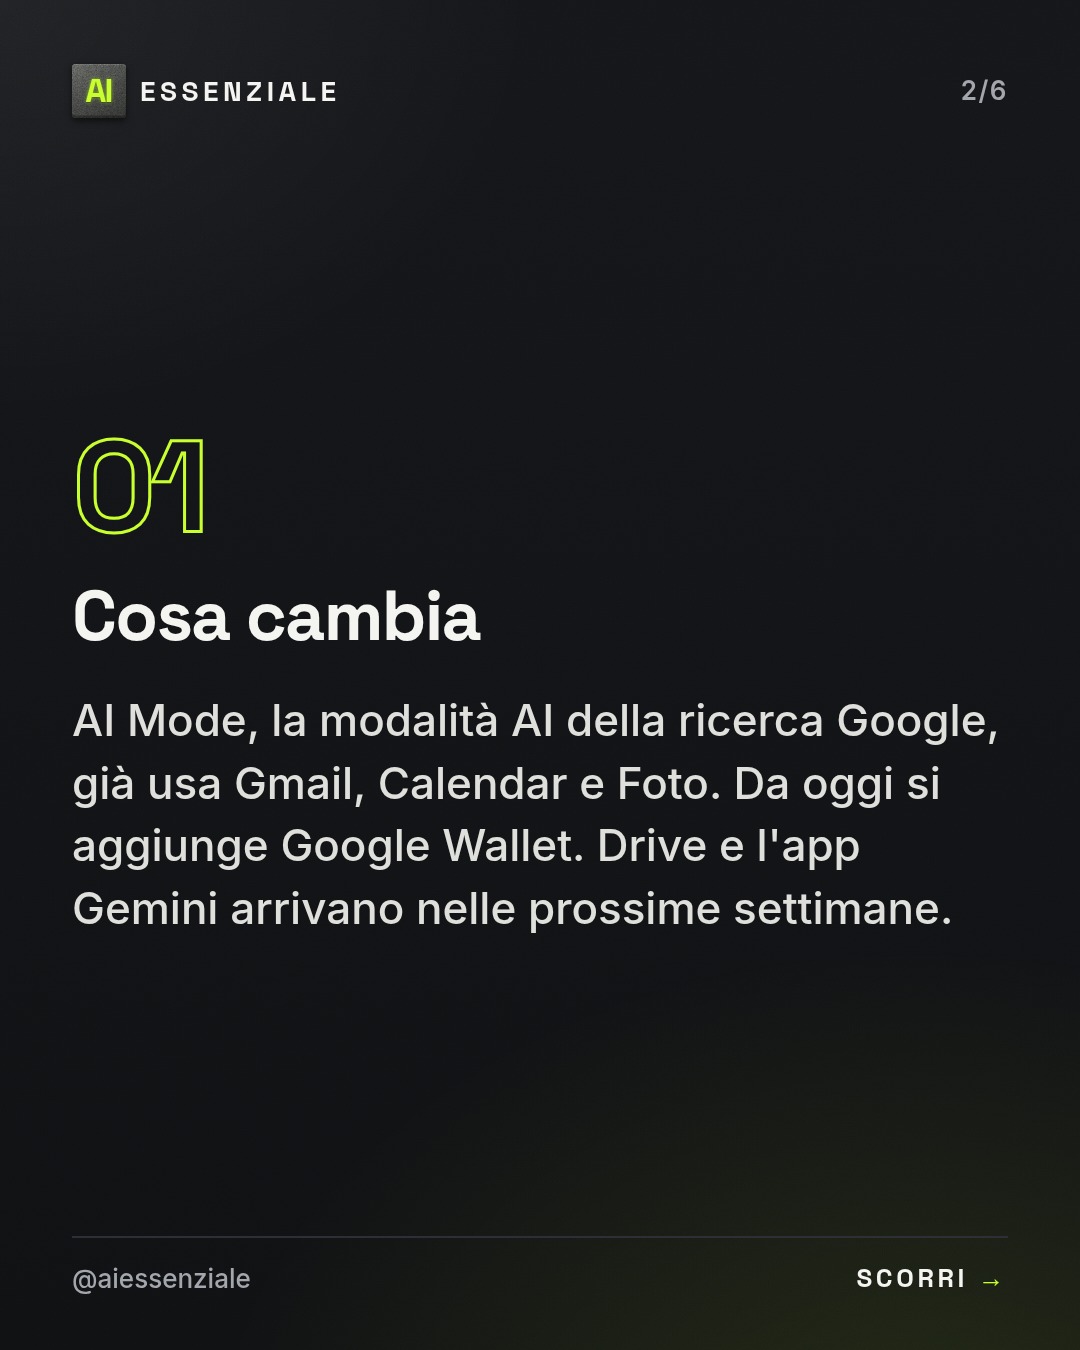 AI ESSENZIALE
2/6
01
Cosa cambia
AI Mode, la modalità AI della ricerca Google,
già usa Gmail, Calendar e Foto. Da oggi si
aggiunge Google Wallet. Drive e l'app
Gemini arrivano nelle prossime settimane.
@aiessenziale
SCORRI →